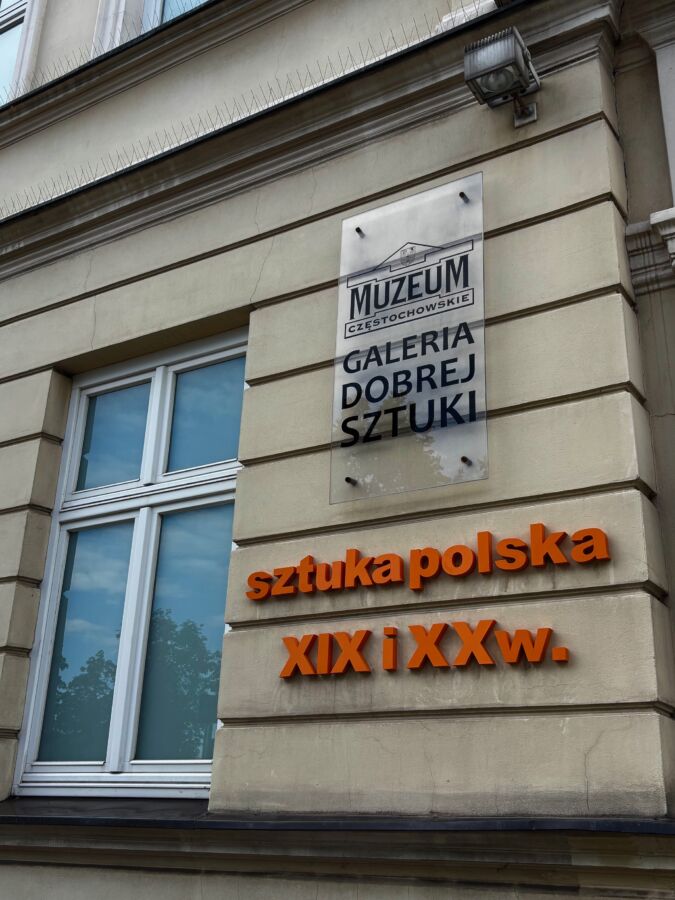 MUZEUM
CZĘSTOCHOWSKIE
GALERIA
DOBREJ
SZTUKI
sztuka polska
XIX i XX w.